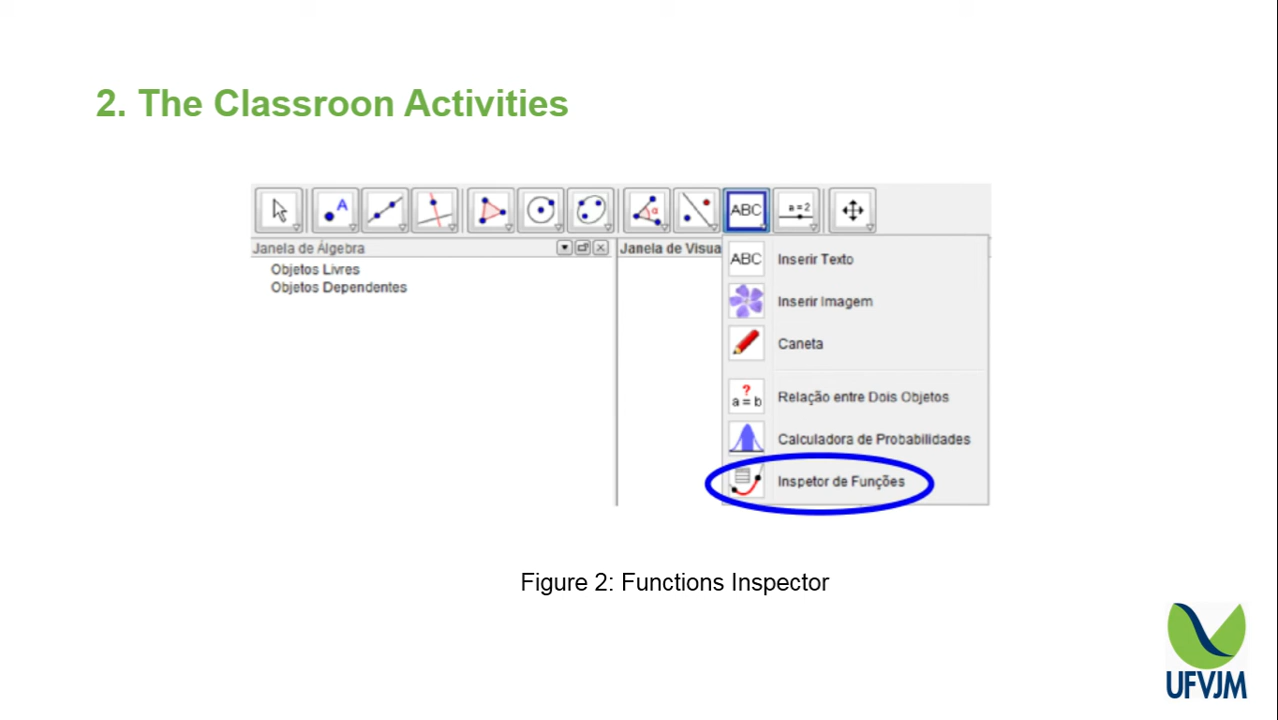 2. The Classroon Activities
A
α
ABC
a=2
Janela de Álgebra
Janela de Visua
Objetos Livres
Objetos Dependentes
ABC Inserir Texto
Inserir Imagem
Caneta
?
a = b
Relação entre Dois Objetos
Calculadora de Probabilidades
Inspetor de Funções
Figure 2: Functions Inspector
UFVJM